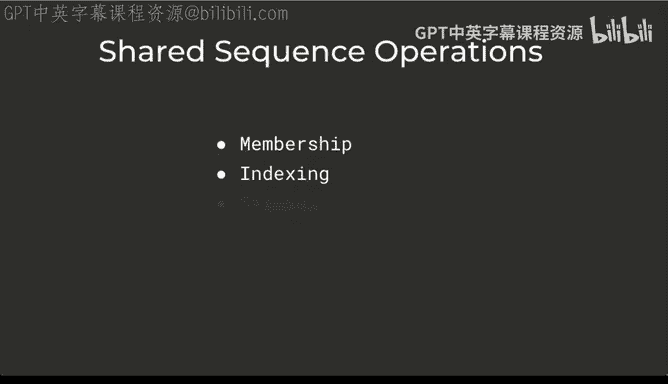 GPT中英字幕课程资源@bilibili.com
GPT中英字幕课程资源 bilibili
Shared Sequence Operations
● Membership
● Indexing